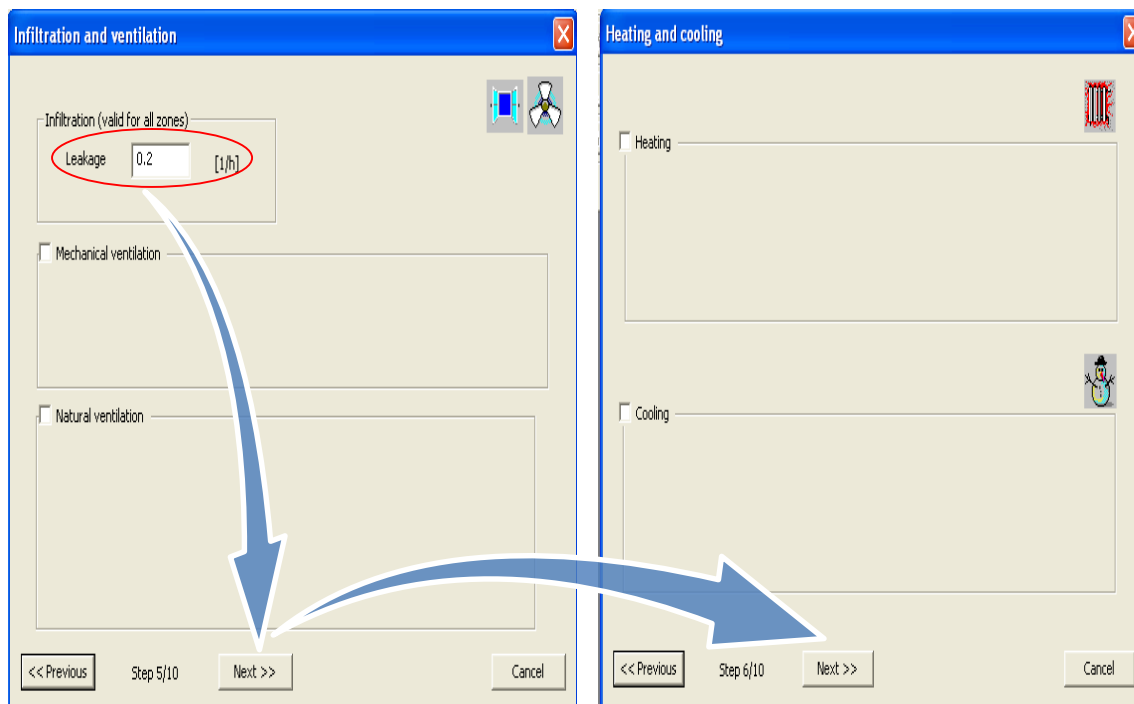 Infiltration and ventilation
Infiltration (valid for all zones)
Leakage 0.2 [1/h]
Mechanical ventilation
Natural ventilation
<< Previous Step 5/10 Next >> Cancel
Heating and cooling
Heating
Cooling
<< Previous Step 6/10 Next >> Cancel